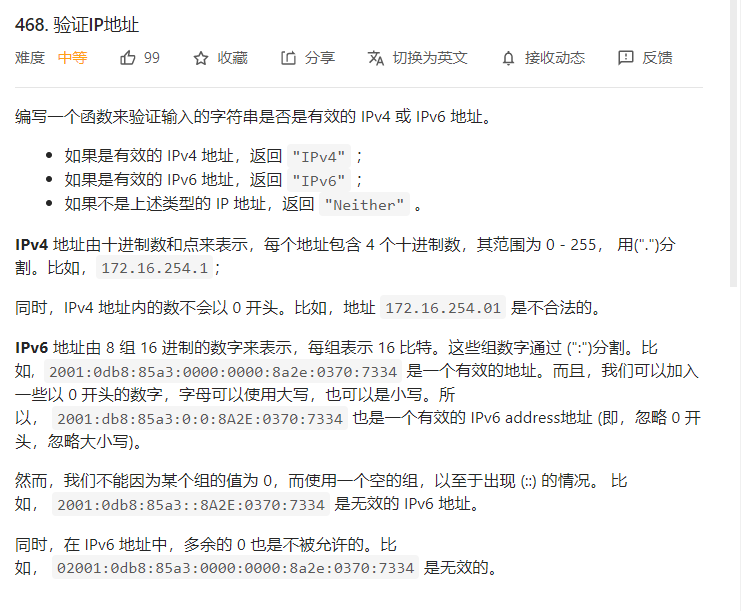 468. 验证IP地址
难度 中等 99 收藏 分享 切换为英文 接收动态 反馈
编写一个函数来验证输入的字符串是否是有效的 IPv4 或 IPv6 地址。
如果是有效的 IPv4 地址，返回 "IPv4" ；
如果是有效的 IPv6 地址，返回 "IPv6" ；
如果不是上述类型的 IP 地址，返回 "Neither" 。
IPv4 地址由十进制数和点来表示，每个地址包含 4 个十进制数，其范围为 0 - 255， 用(".")分
割。比如， 172.16.254.1；
同时，IPv4 地址内的数不会以 0 开头。比如，地址 172.16.254.01 是不合法的。
IPv6 地址由 8 组 16 进制的数字来表示，每组表示 16 比特。这些组数字通过 (":")分割。比
如, 2001:0db8:85a3:0000:0000:8a2e:0370:7334 是一个有效的地址。而且，我们可以加入
一些以 0 开头的数字，字母可以使用大写，也可以是小写。所
以， 2001:db8:85a3:0:0:8A2E:0370:7334 也是一个有效的 IPv6 address地址 (即，忽略 0 开
头，忽略大小写)。
然而，我们不能因为某个组的值为 0，而使用一个空的组，以至于出现 (::) 的情况。 比
如， 2001:0db8:85a3::8A2E:0370:7334 是无效的 IPv6 地址。
同时，在 IPv6 地址中，多余的 0 也是不被允许的。比
如， 02001:0db8:85a3:0000:0000:8a2e:0370:7334 是无效的。